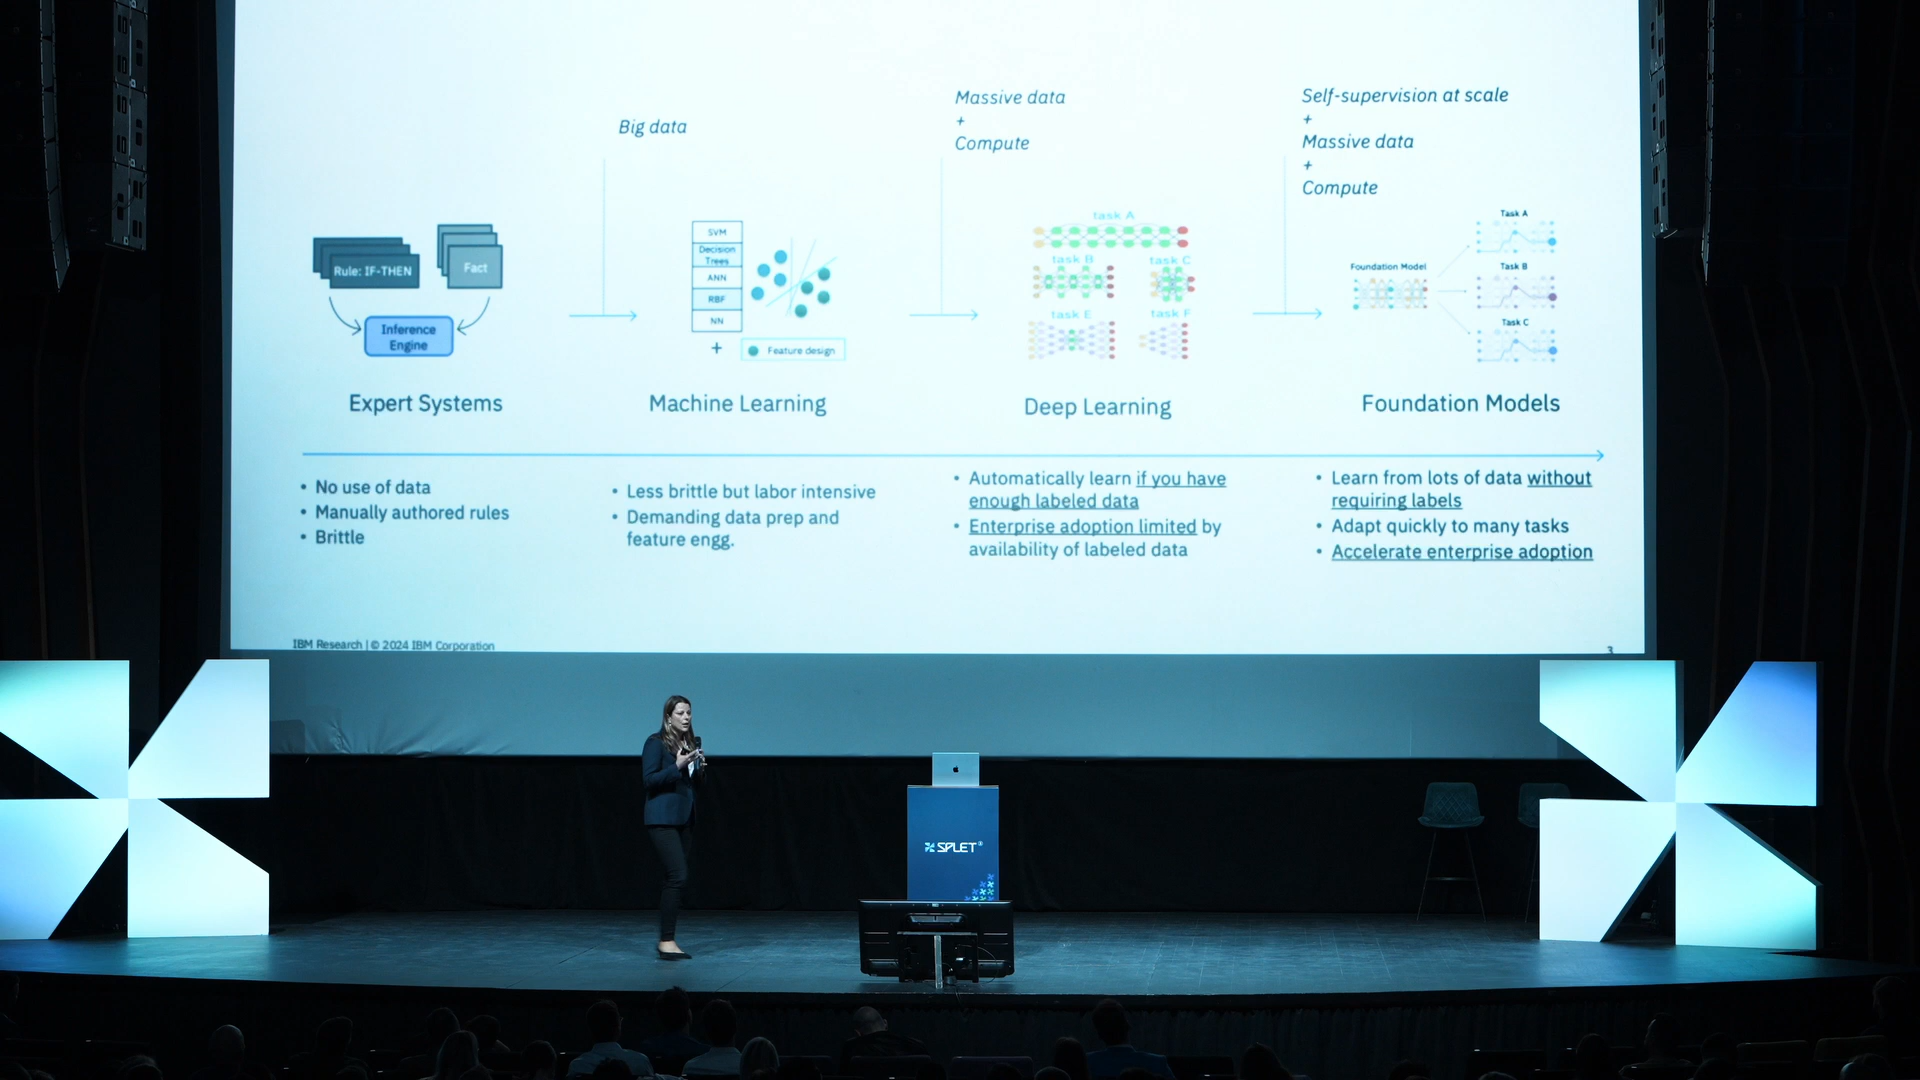 Big data
Massive data
+
Compute
Self-supervision at scale
+
Massive data
+
Compute
Rule: IF-THEN
Fact
Inference
Engine
SVM
Decision
Trees
ANN
RBF
NN
+
Feature design
task A
task B
task C
task E
task F
Foundation Model
Task A
Task B
Task C
Expert Systems
Machine Learning
Deep Learning
Foundation Models
• No use of data
• Manually authored rules
• Brittle
• Less brittle but labor intensive
• Demanding data prep and
feature engg.
• Automatically learn if you have
enough labeled data
• Enterprise adoption limited by
availability of labeled data
• Learn from lots of data without
requiring labels
• Adapt quickly to many tasks
• Accelerate enterprise adoption
IBM Research | © 2024 IBM Corporation
3
SPLET